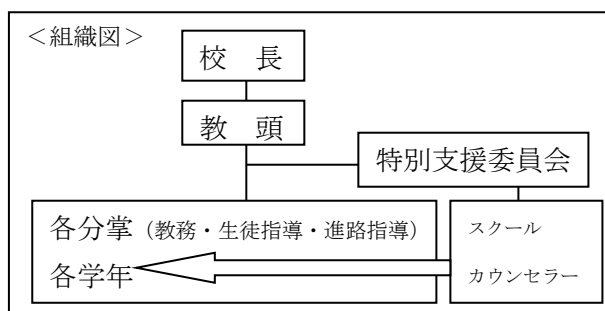 ＜組織図＞
校　長
教　頭
特別支援委員会
各分掌（教務・生徒指導・進路指導）
各学年
スクール
カウンセラー